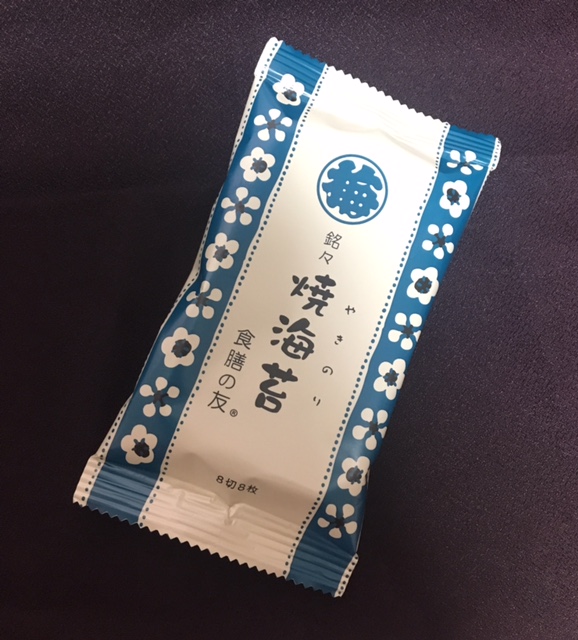 梅
銘々
焼海苔
やきのり
食膳の友®
8切8枚